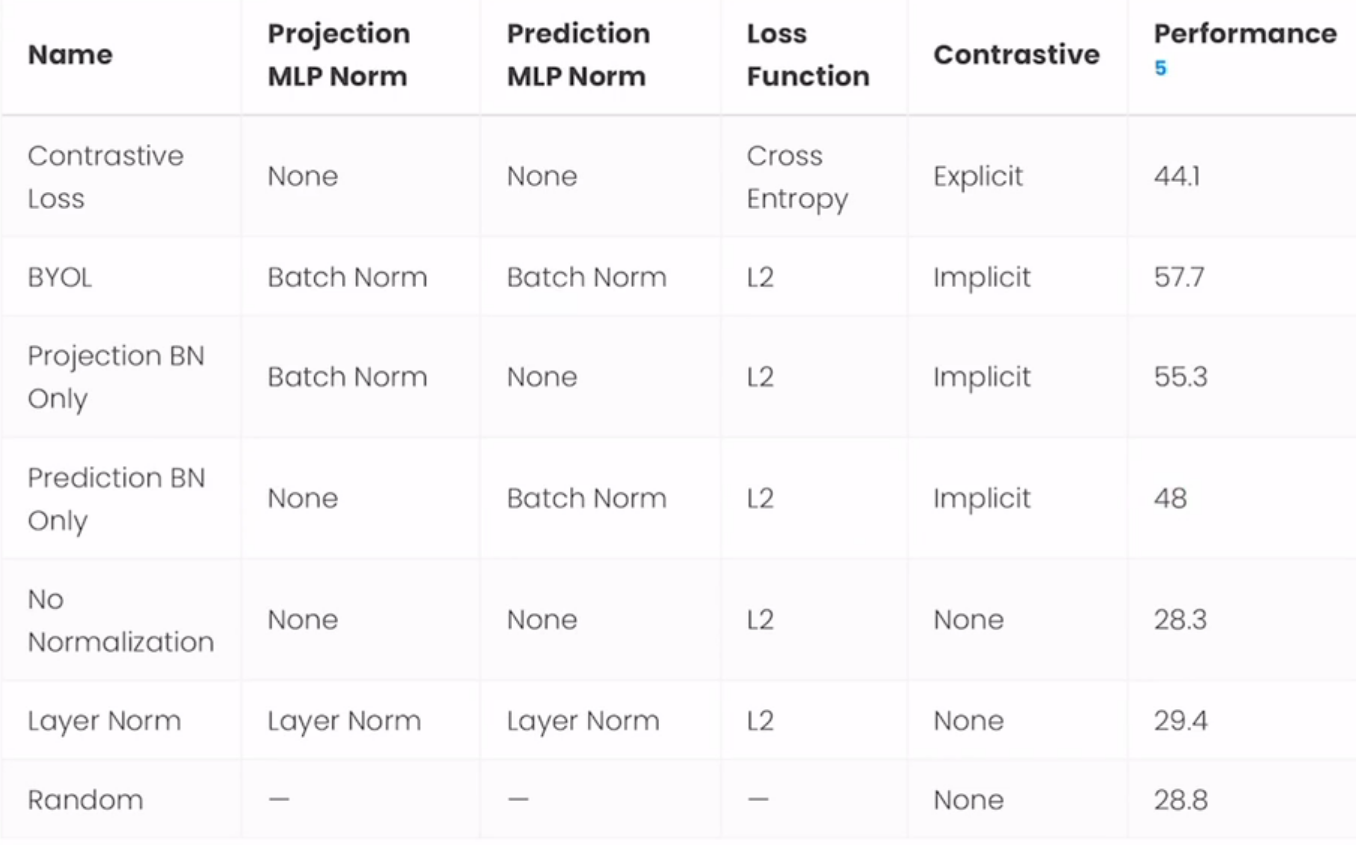 Name
Projection
MLP Norm
Prediction
MLP Norm
Loss
Function
Contrastive
Performance
5
Contrastive
Loss
None
None
Cross
Entropy
Explicit
44.1
BYOL
Batch Norm
Batch Norm
L2
Implicit
57.7
Projection BN
Only
Batch Norm
None
L2
Implicit
55.3
Prediction BN
Only
None
Batch Norm
L2
Implicit
48
No
Normalization
None
None
L2
None
28.3
Layer Norm
Layer Norm
Layer Norm
L2
None
29.4
Random
—
—
—
None
28.8